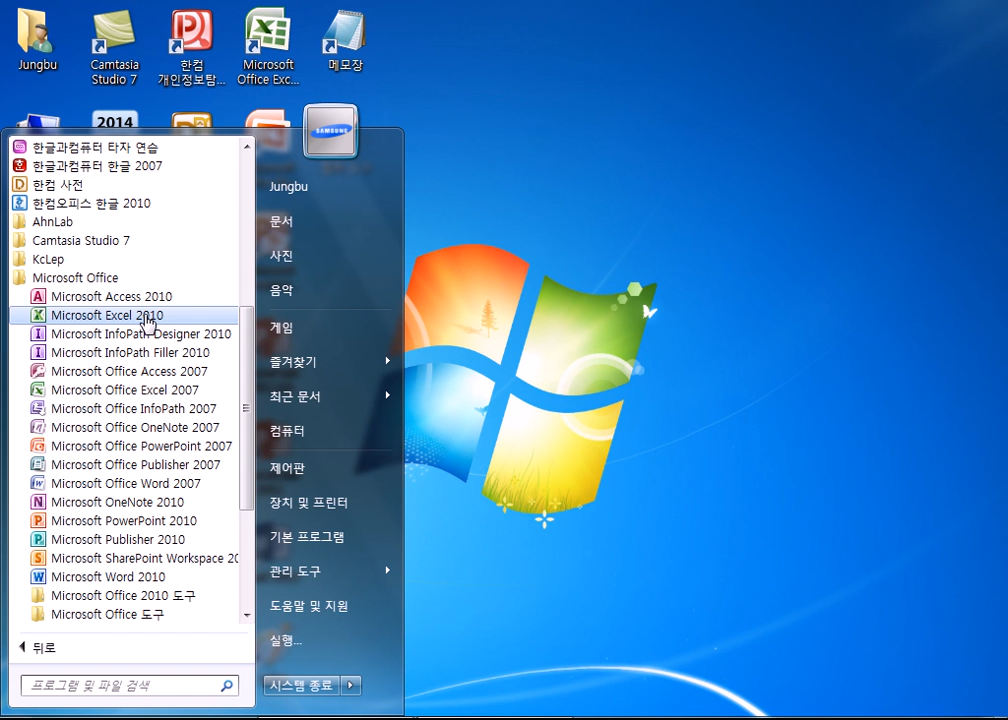 Jungbu
Camtasia
Studio 7
한컴
개인정보탐...
Microsoft
Office Exc...
메모장
2014
SAMSUNG
한글과컴퓨터 타자 연습
한글과컴퓨터 한글 2007
한컴 사전
한컴오피스 한글 2010
AhnLab
Camtasia Studio 7
KcLep
Microsoft Office
Microsoft Access 2010
Microsoft Excel 2010
Microsoft InfoPath Designer 2010
Microsoft InfoPath Filler 2010
Microsoft Office Access 2007
Microsoft Office Excel 2007
Microsoft Office InfoPath 2007
Microsoft Office OneNote 2007
Microsoft Office PowerPoint 2007
Microsoft Office Publisher 2007
Microsoft Office Word 2007
Microsoft OneNote 2010
Microsoft PowerPoint 2010
Microsoft Publisher 2010
Microsoft SharePoint Workspace 20
Microsoft Word 2010
Microsoft Office 2010 도구
Microsoft Office 도구
뒤로
프로그램 및 파일 검색
Jungbu
문서
사진
음악
게임
즐겨찾기
최근 문서
컴퓨터
제어판
장치 및 프린터
기본 프로그램
관리 도구
도움말 및 지원
실행...
시스템 종료